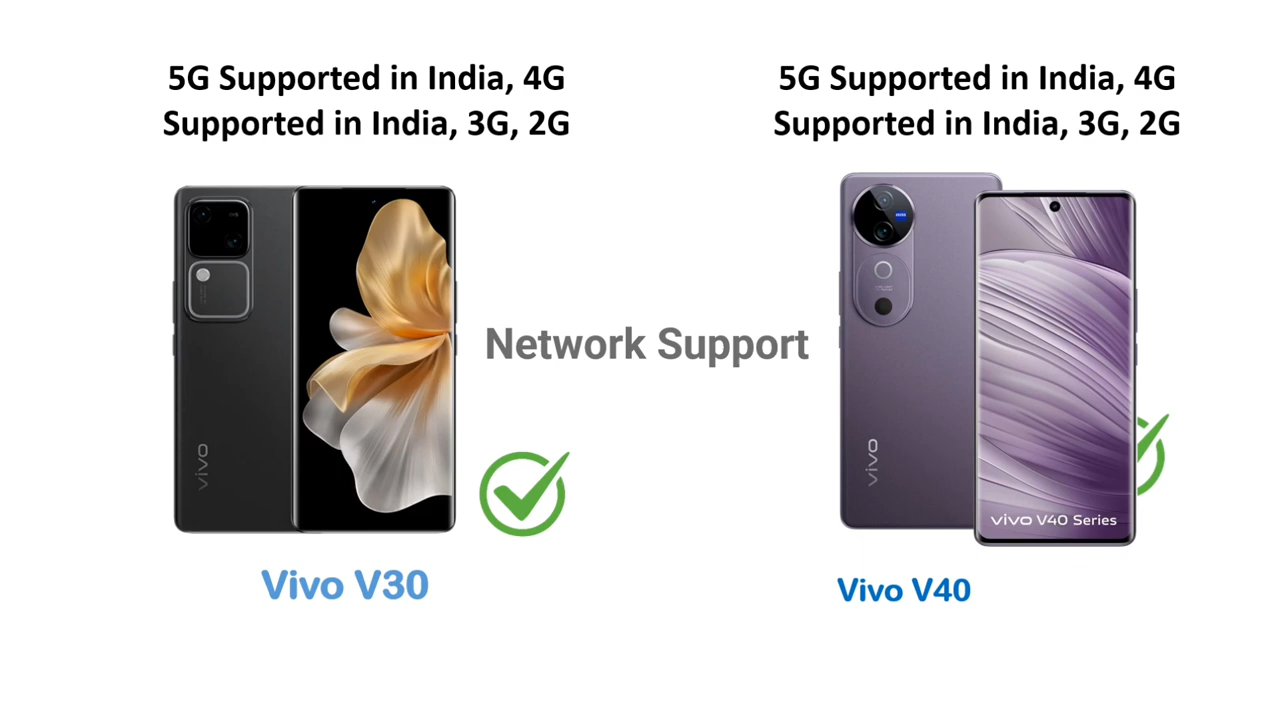 5G Supported in India, 4G
Supported in India, 3G, 2G
5G Supported in India, 4G
Supported in India, 3G, 2G
Network Support
vivo
vivo
vivo V40 Series
Vivo V30
Vivo V40